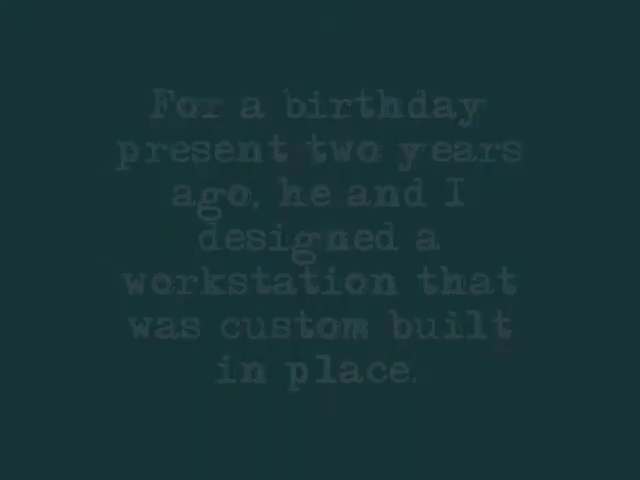 For a birthday
present two years
ago, he and I
designed a
workstation that
was custom built
in place.